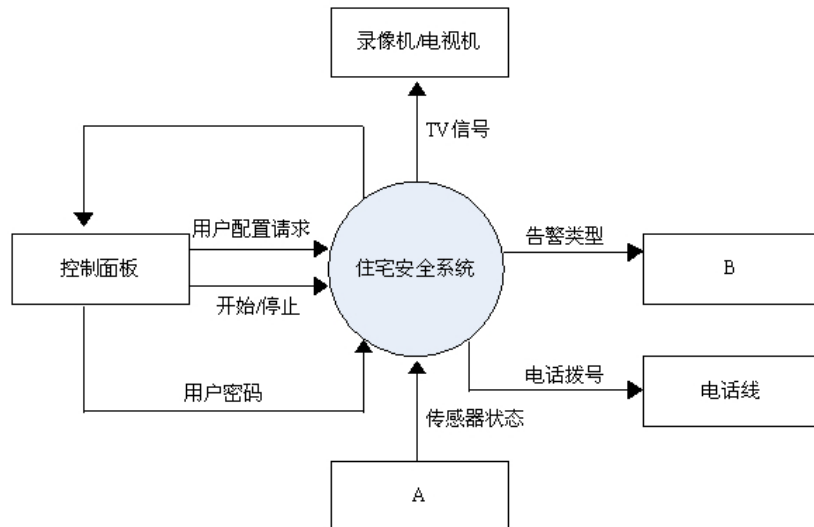 录像机/电视机
TV信号
用户配置请求
告警类型
控制面板
住宅安全系统
B
开始/停止
电话拨号
用户密码
电话线
传感器状态
A